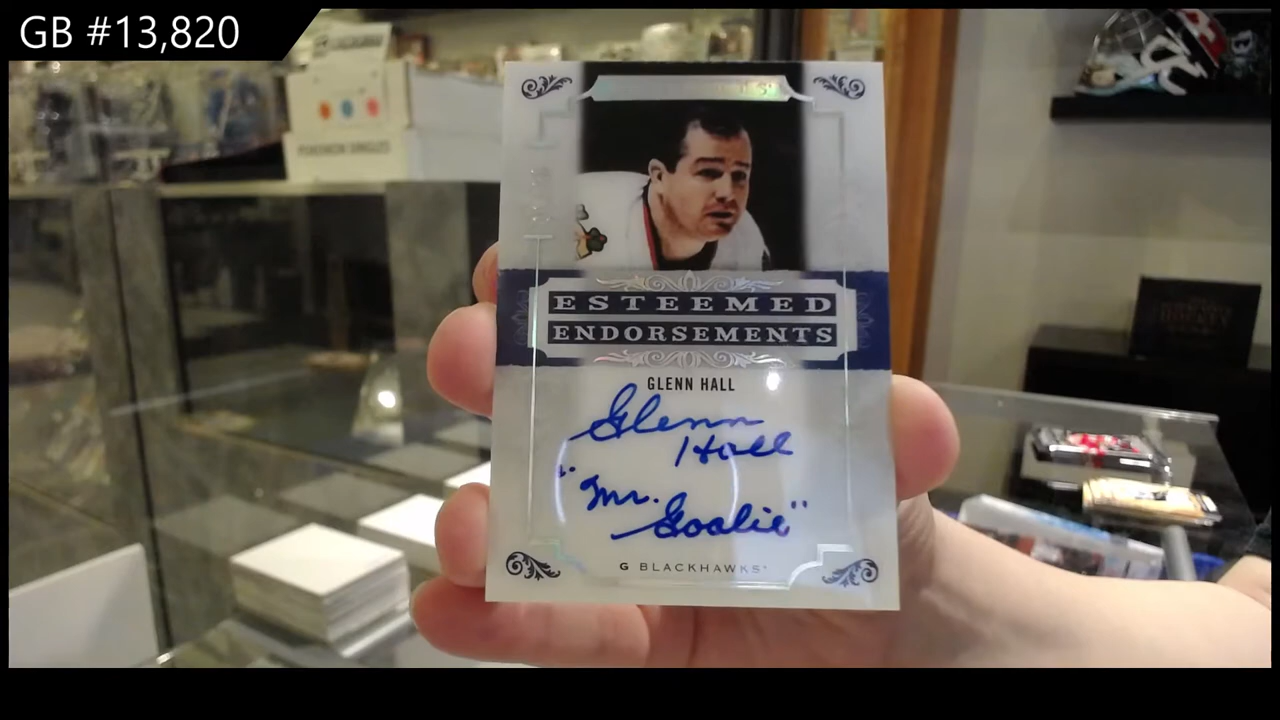 GB #13,820
POKEMON SINGLES
ESTEEMED
ENDORSEMENTS
GLENN HALL
Glenn
Hall
"Mr.
Goalie"
G BLACKHAWKS